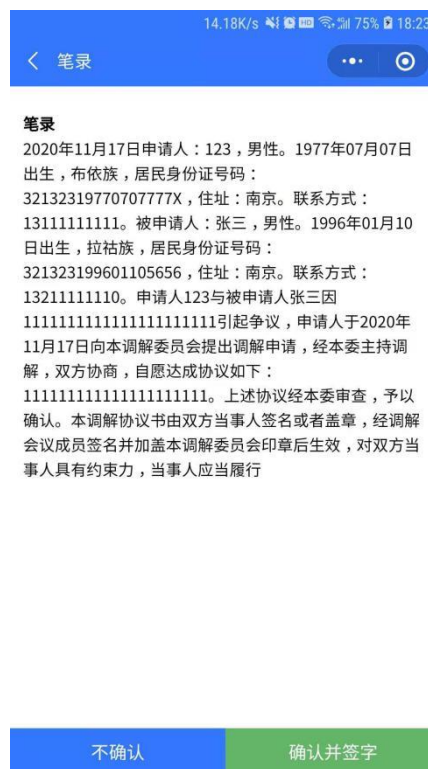 14.18K/s HD 75% 18:23
笔录
笔录
2020年11月17日申请人：123，男性。1977年07月07日
出生，布依族，居民身份证号码：
32132319770707777X，住址：南京。联系方式：
13111111111。被申请人：张三，男性。1996年01月10
日出生，拉祜族，居民身份证号码：
321323199601105656，住址：南京。联系方式：
13211111110。申请人123与被申请人张三因
1111111111111111111111引起争议，申请人于2020年
11月17日向本调解委员会提出调解申请，经本委主持调
解，双方协商，自愿达成协议如下：
111111111111111111111。上述协议经本委审查，予以
确认。本调解协议书由双方当事人签名或者盖章，经调解
会议成员签名并加盖本调解委员会印章后生效，对双方当
事人具有约束力，当事人应当履行
不确认
确认并签字